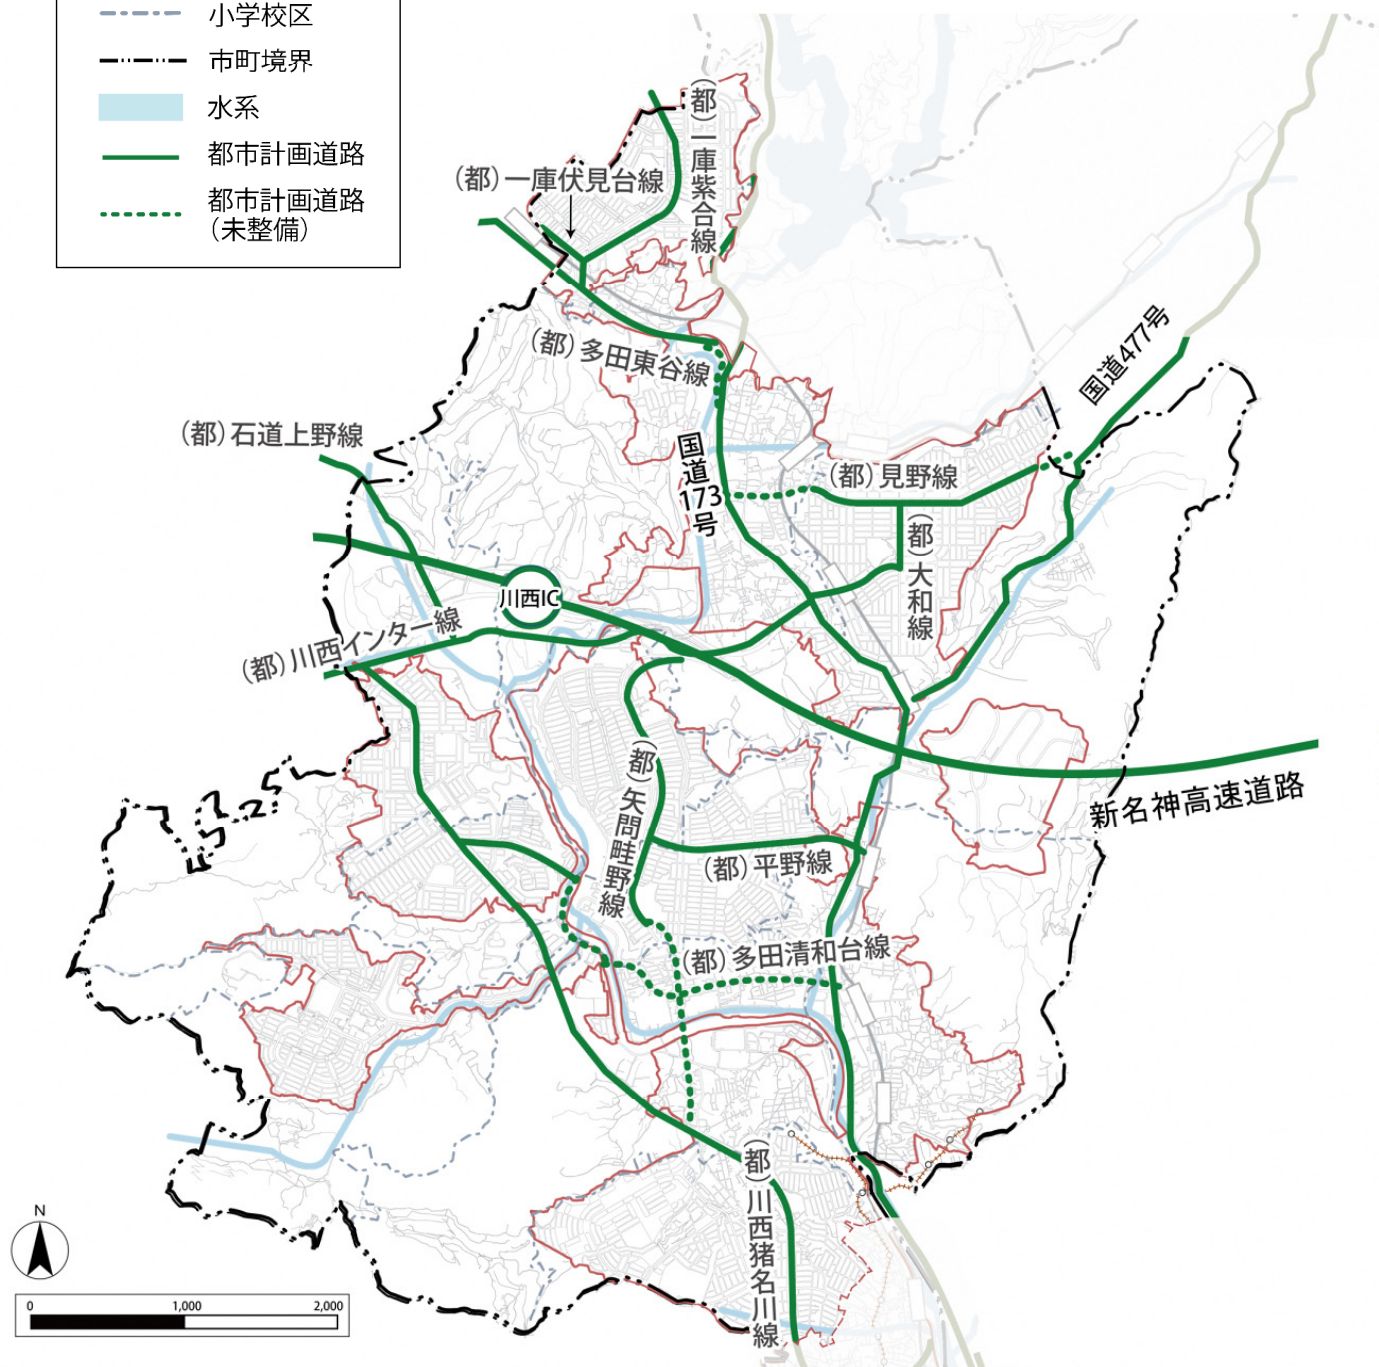 小学校区
市町境界
水系
都市計画道路
都市計画道路
（未整備）
（都）一庫紫合線
（都）一庫伏見台線
（都）多田東谷線
国道477号
（都）石道上野線
国道173号
（都）見野線
（都）大和線
川西IC
（都）川西インター線
（都）矢問畦野線
新名神高速道路
（都）平野線
（都）多田清和台線
（都）川西猪名川線
N
0 1,000 2,000